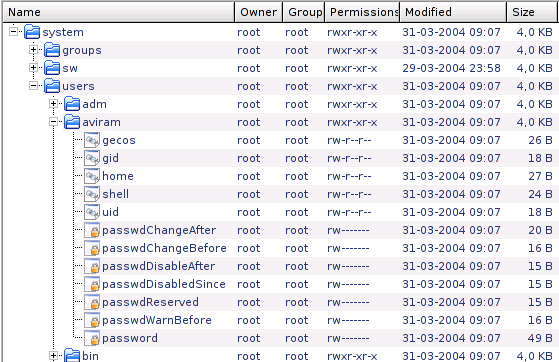 Name Owner Group Permissions Modified Size
system root root rwxr-xr-x 31-03-2004 09:07 4,0 KB
groups root root rwxr-xr-x 31-03-2004 09:07 4,0 KB
sw root root rwxr-xr-x 29-03-2004 23:58 4,0 KB
users root root rwxr-xr-x 31-03-2004 09:07 4,0 KB
adm root root rwxr-xr-x 31-03-2004 09:07 4,0 KB
aviram root root rwxr-xr-x 31-03-2004 09:07 4,0 KB
gecos root root rw-r--r-- 31-03-2004 09:07 26 B
gid root root rw-r--r-- 31-03-2004 09:07 18 B
home root root rw-r--r-- 31-03-2004 09:07 27 B
shell root root rw-r--r-- 31-03-2004 09:07 24 B
uid root root rw-r--r-- 31-03-2004 09:07 18 B
passwdChangeAfter root root rw------- 31-03-2004 09:07 20 B
passwdChangeBefore root root rw------- 31-03-2004 09:07 16 B
passwdDisableAfter root root rw------- 31-03-2004 09:07 15 B
passwdDisabledSince root root rw------- 31-03-2004 09:07 15 B
passwdReserved root root rw------- 31-03-2004 09:07 15 B
passwdWarnBefore root root rw------- 31-03-2004 09:07 16 B
password root root rw------- 31-03-2004 09:07 49 B
bin root root rwxr-xr-x 31-03-2004 09:07 4,0 KB